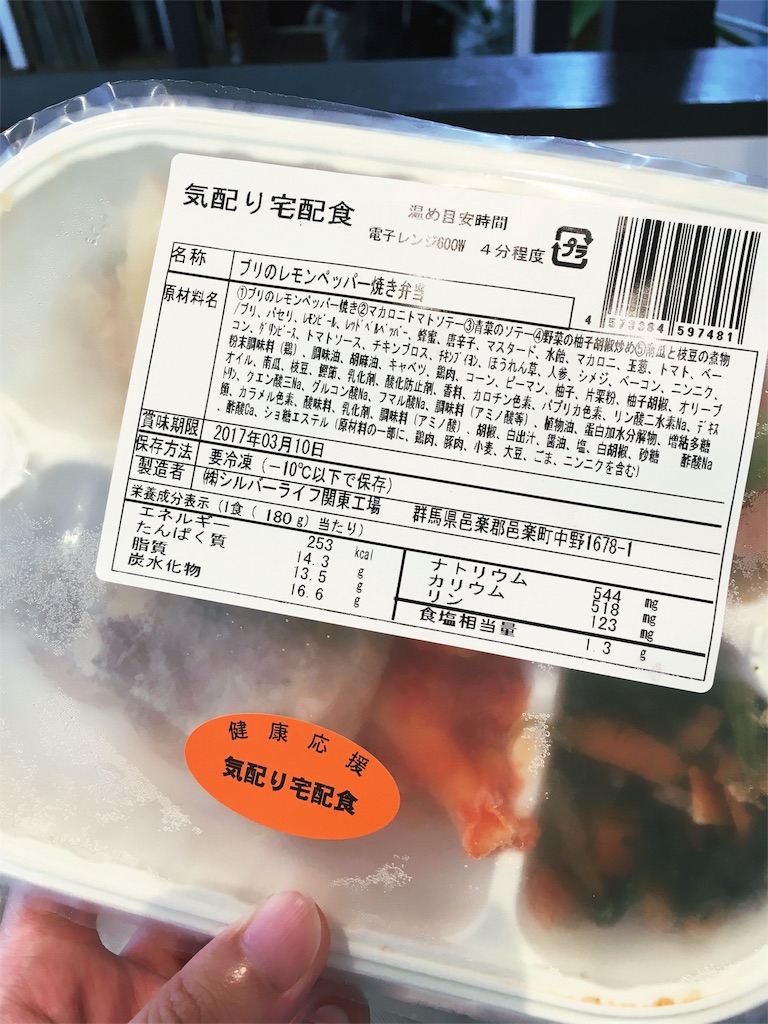 気配り宅配食
温め目安時間
電子レンジ600W 4分程度
プラ
4 573384 597481
名称 ブリのレモンペッパー焼き弁当
原材料名 ①ブリのレモンペッパー焼き②マカロニトマトソテー③青菜のソテー④野菜の柚子胡椒炒め⑤南瓜と枝豆の煮物
/ブリ、パセリ、レモンピール、レッドベルペッパー、蜂蜜、唐辛子、マスタード、水飴、マカロニ、玉葱、トマト、ベー
コン、グリンピース、トマトソース、チキンブロス、チキンブイヨン、ほうれん草、人参、シメジ、ベーコン、ニンニク、
粉末調味料（鶏）、調味油、胡麻油、キャベツ、鶏肉、コーン、ピーマン、柚子、片栗粉、柚子胡椒、オリーブ
オイル、南瓜、枝豆、鰹節、乳化剤、酸化防止剤、香料、カロチン色素、パプリカ色素、リン酸二水素Na、デキス
トリン、クエン酸三Na、グルコン酸Na、フマル酸Na、調味料（アミノ酸等）、植物油、蛋白加水分解物、増粘多糖
類、カラメル色素、酸味料、乳化剤、調味料（アミノ酸）、胡椒、白出汁、醤油、塩、白胡椒、砂糖 酢酸Na
、酢酸Ca、ショ糖エステル（原材料の一部に、鶏肉、豚肉、小麦、大豆、ごま、ニンニクを含む）
賞味期限 2017年03月10日
保存方法 要冷凍（-10℃以下で保存）
製造者 ㈱シルバーライフ関東工場 群馬県邑楽郡邑楽町中野1678-1
栄養成分表示（1食（ 180g）当たり）
エネルギー 253 kcal
たんぱく質 14.3 g
脂質 13.5 g
炭水化物 16.6 g
ナトリウム 544 mg
カリウム 518 mg
リン 123 mg
食塩相当量 1.3 g
健康応援
気配り宅配食